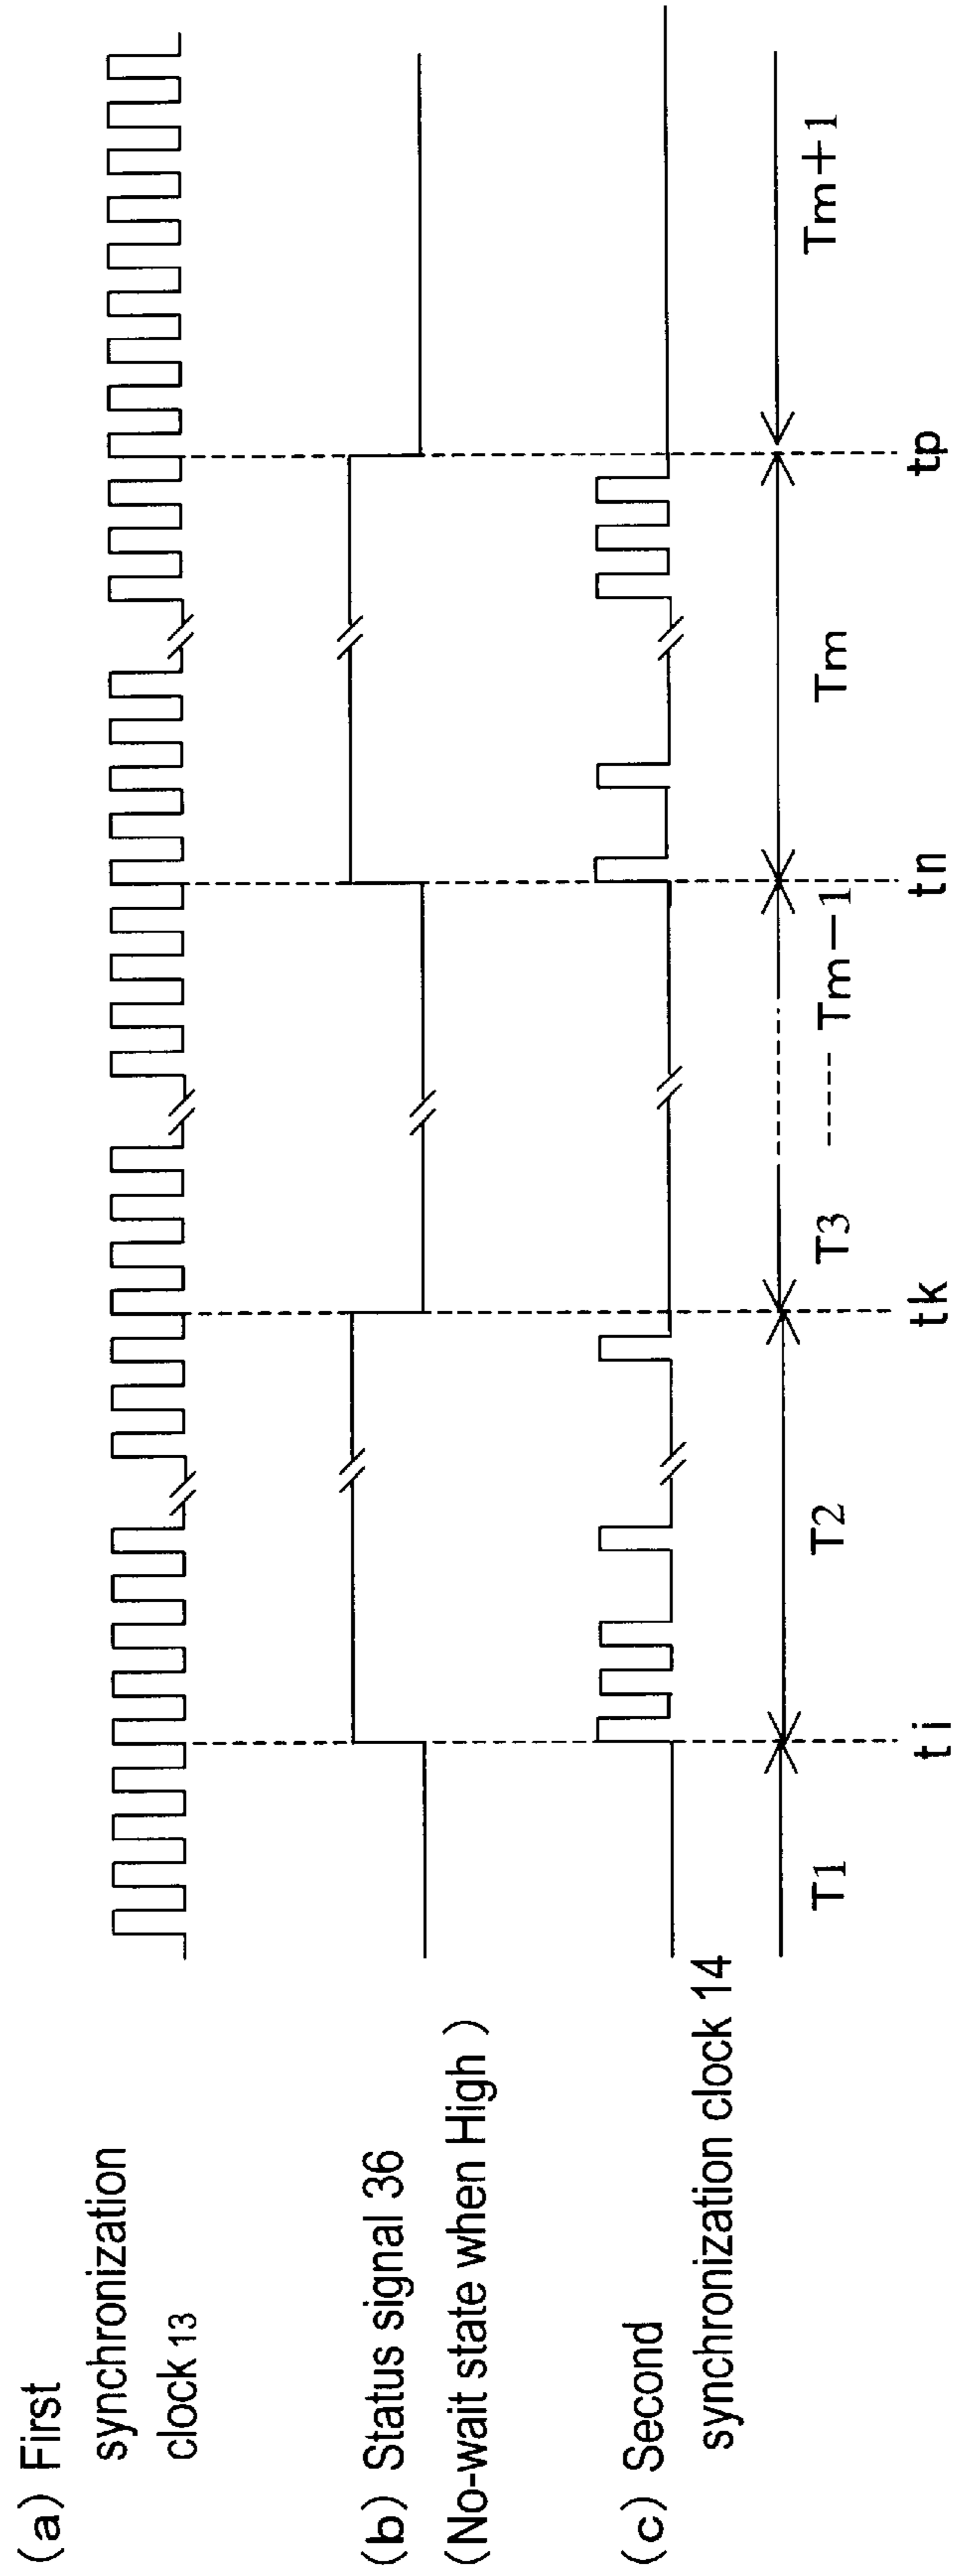 (a) First
synchronization
clock 13
(b) Status signal 36
(No-wait state when High )
(c) Second
synchronization clock 14
T1
T2
T3
Tm−1
Tm
Tm+1
ti
tk
tn
tp